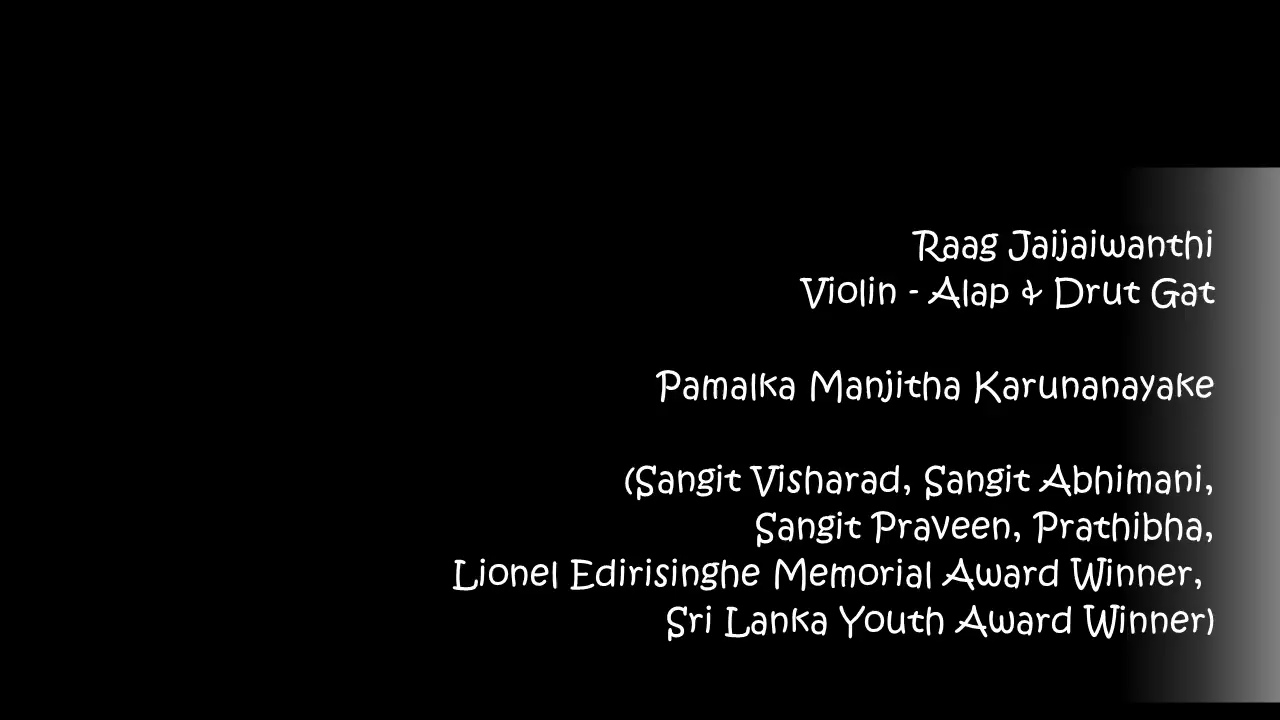 Raag Jaijaiwanthi
Violin - Alap & Drut Gat
Pamalka Manjitha Karunanayake
(Sangit Visharad, Sangit Abhimani,
Sangit Praveen, Prathibha,
Lionel Edirisinghe Memorial Award Winner,
Sri Lanka Youth Award Winner)